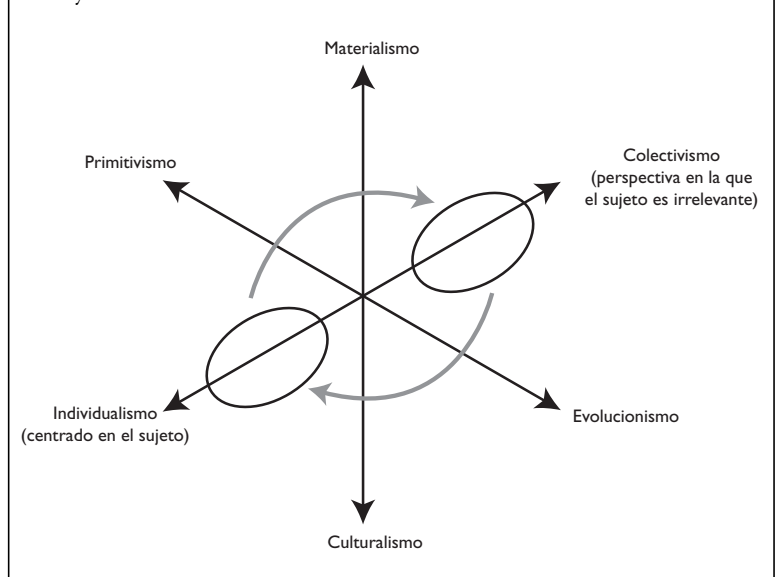 Materialismo
Primitivismo
Colectivismo
(perspectiva en la que
el sujeto es irrelevante)
Individualismo
(centrado en el sujeto)
Evolucionismo
Culturalismo